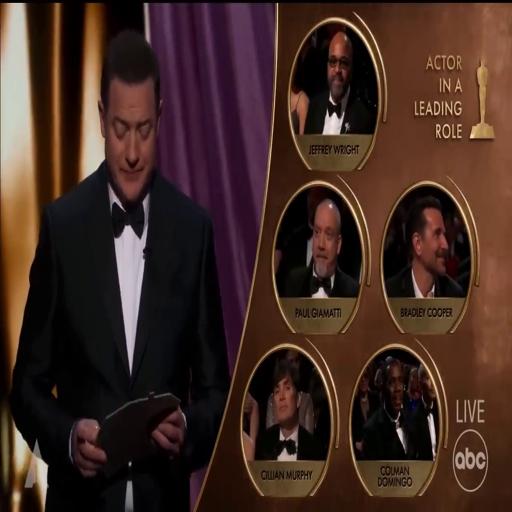 ACTOR
IN A
LEADING
ROLE
JEFFREY WRIGHT
PAUL GIAMATTI
BRADLEY COOPER
CILLIAN MURPHY
COLMAN
DOMINGO
LIVE
abc